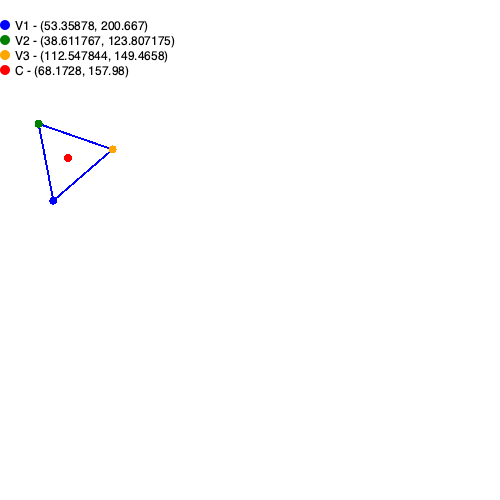 V1 - (53.35878, 200.667)
V2 - (38.611767, 123.807175)
V3 - (112.547844, 149.4658)
C - (68.1728, 157.98)